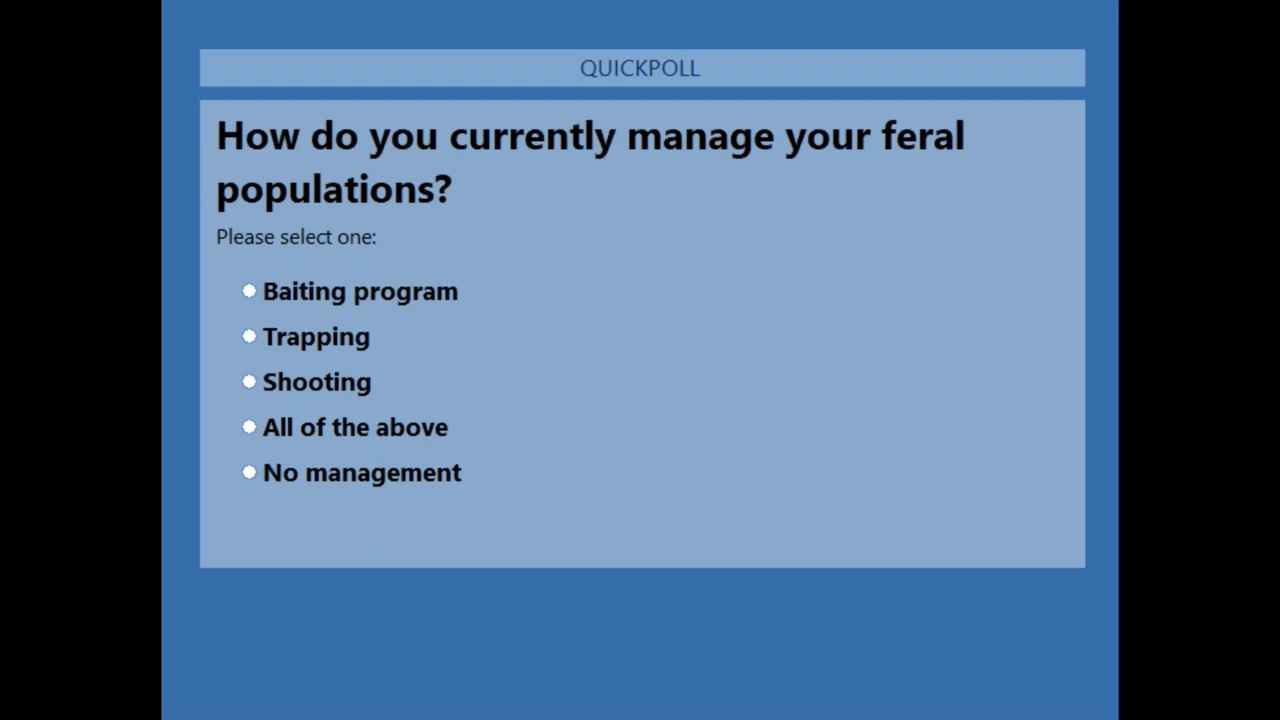 QUICKPOLL
How do you currently manage your feral
populations?
Please select one:
Baiting program
Trapping
Shooting
All of the above
No management